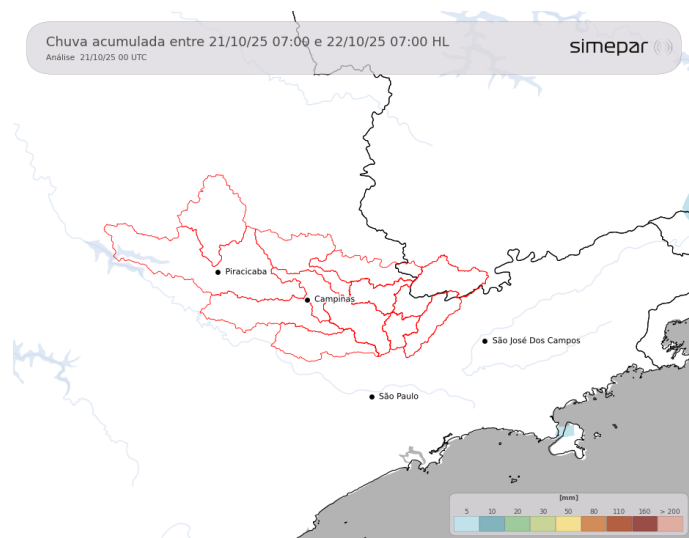 Chuva acumulada entre 21/10/25 07:00 e 22/10/25 07:00 HL
Análise 21/10/25 00 UTC
simepar
Piracicaba
Campinas
São José Dos Campos
São Paulo
[mm]
5 10 20 30 50 80 110 160 > 200